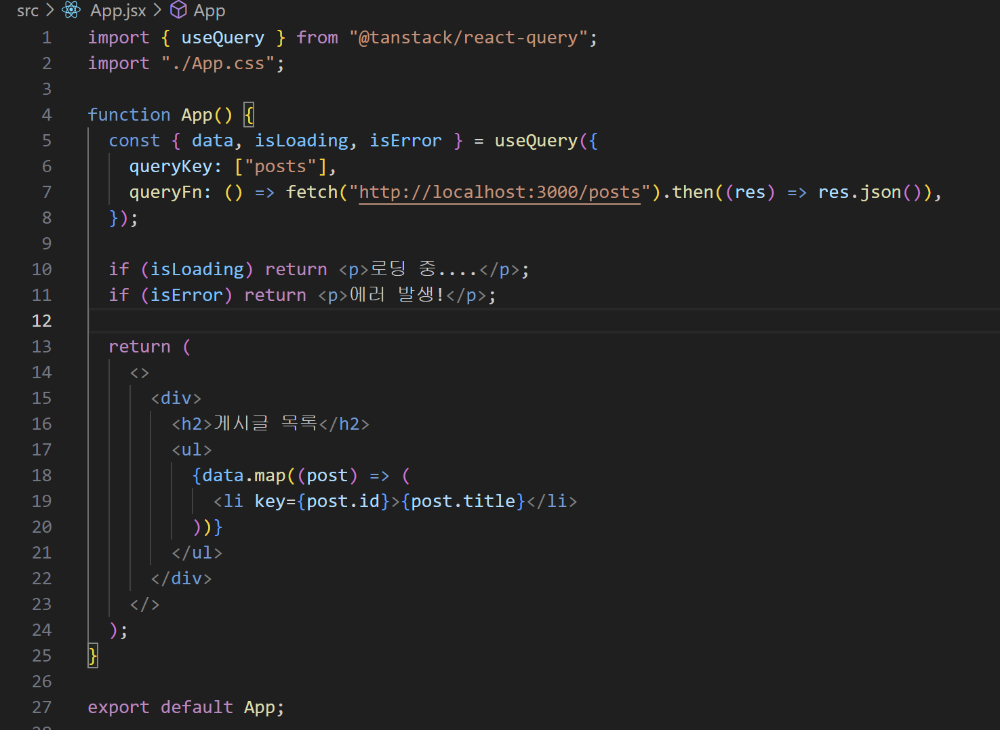 src > App.jsx > App
1 import { useQuery } from "@tanstack/react-query";
2 import "./App.css";
3
4 function App() {
5   const { data, isLoading, isError } = useQuery({
6     queryKey: ["posts"],
7     queryFn: () => fetch("http://localhost:3000/posts").then((res) => res.json()),
8   });
9
10   if (isLoading) return <p>로딩 중....</p>;
11   if (isError) return <p>에러 발생!</p>;
12
13   return (
14     <>
15       <div>
16         <h2>게시글 목록</h2>
17         <ul>
18           {data.map((post) => (
19             <li key={post.id}>{post.title}</li>
20           ))}
21         </ul>
22       </div>
23     </>
24   );
25 }
26
27 export default App;